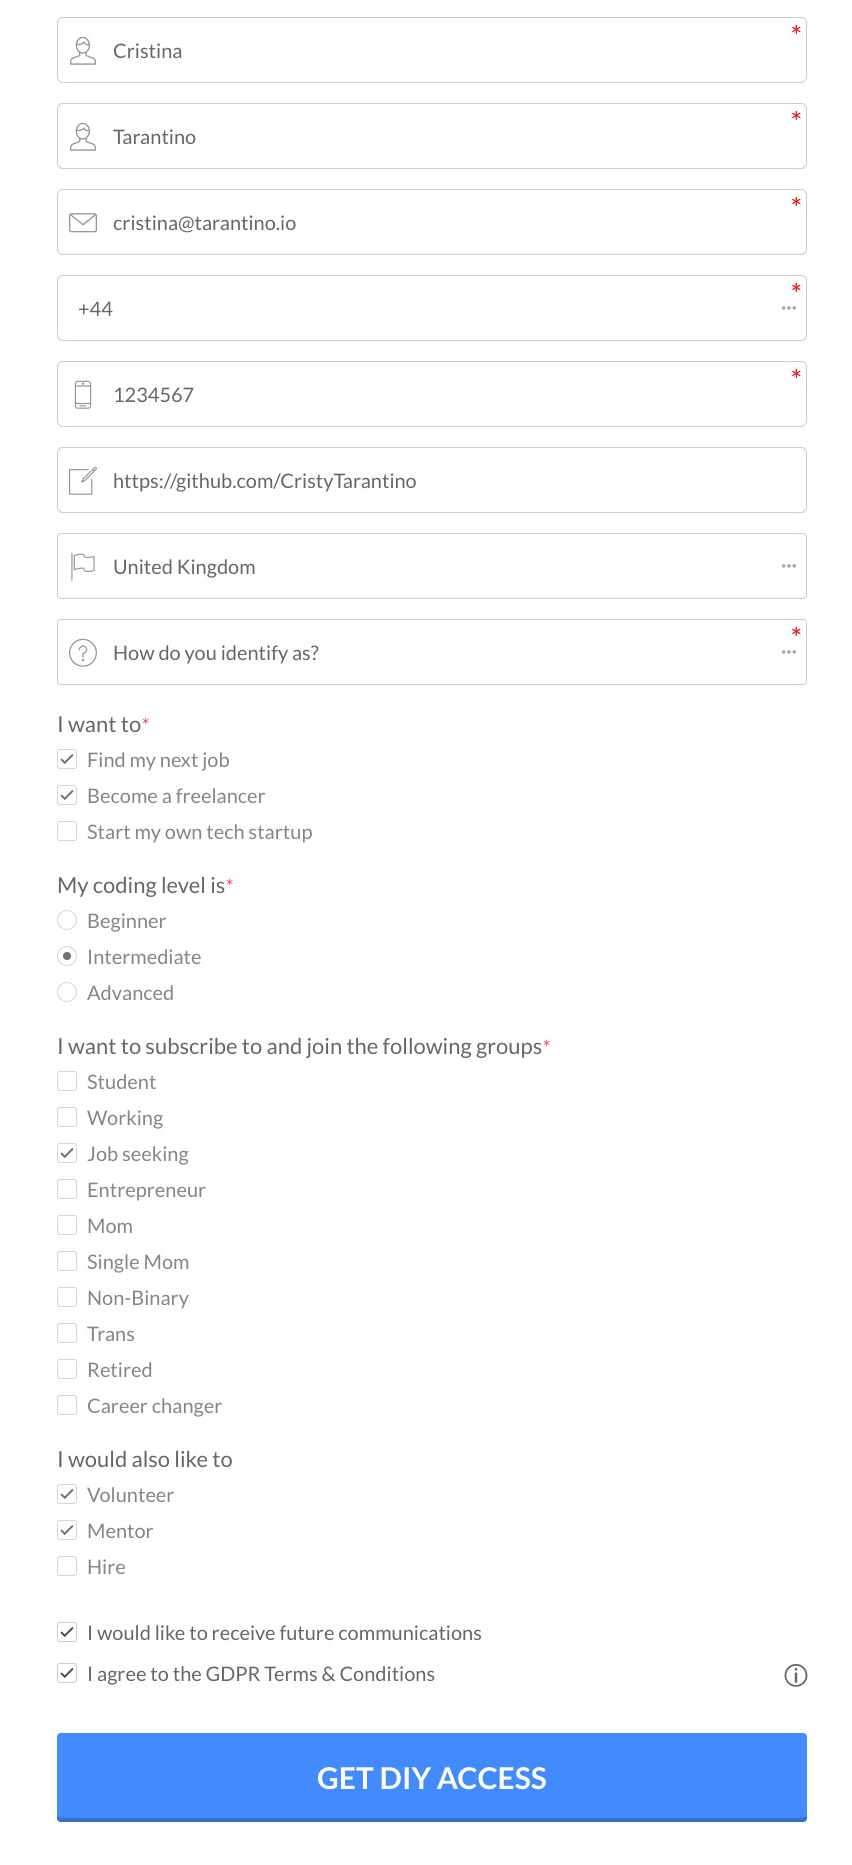 Cristina *
Tarantino *
cristina@tarantino.io *
+44 *
1234567 *
https://github.com/CristyTarantino
United Kingdom
How do you identify as? *
I want to*
Find my next job
Become a freelancer
Start my own tech startup
My coding level is*
Beginner
Intermediate
Advanced
I want to subscribe to and join the following groups*
Student
Working
Job seeking
Entrepreneur
Mom
Single Mom
Non-Binary
Trans
Retired
Career changer
I would also like to
Volunteer
Mentor
Hire
I would like to receive future communications
I agree to the GDPR Terms & Conditions
GET DIY ACCESS